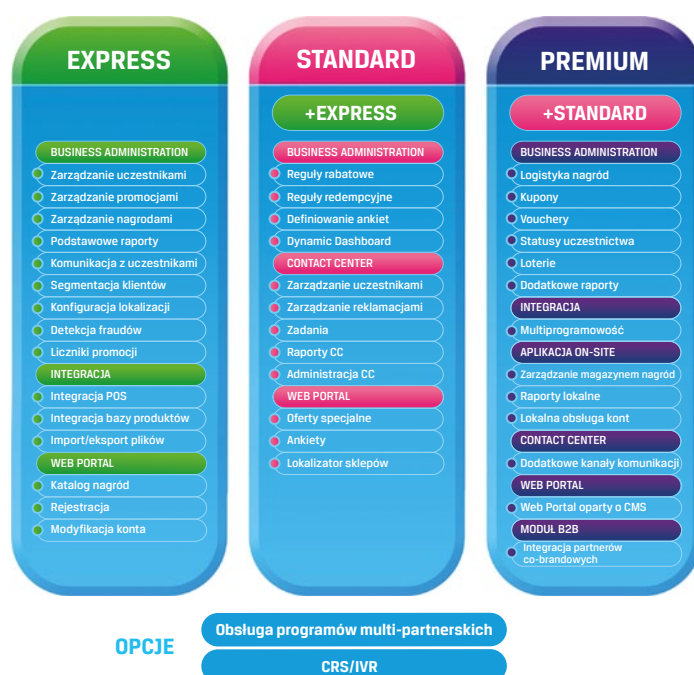 EXPRESS
BUSINESS ADMINISTRATION
Zarządzanie uczestnikami
Zarządzanie promocjami
Zarządzanie nagrodami
Podstawowe raporty
Komunikacja z uczestnikami
Segmentacja klientów
Konfiguracja lokalizacji
Detekcja fraudów
Liczniki promocji
INTEGRACJA
Integracja POS
Integracja bazy produktów
Import/eksport plików
WEB PORTAL
Katalog nagród
Rejestracja
Modyfikacja konta
STANDARD
+EXPRESS
BUSINESS ADMINISTRATION
Reguły rabatowe
Reguły redempcyjne
Definiowanie ankiet
Dynamic Dashboard
CONTACT CENTER
Zarządzanie uczestnikami
Zarządzanie reklamacjami
Zadania
Raporty CC
Administracja CC
WEB PORTAL
Oferty specjalne
Ankiety
Lokalizator sklepów
PREMIUM
+STANDARD
BUSINESS ADMINISTRATION
Logistyka nagród
Kupony
Vouchery
Statusy uczestnictwa
Loterie
Dodatkowe raporty
INTEGRACJA
Multiprogramowość
APLIKACJA ON-SITE
Zarządzanie magazynem nagród
Raporty lokalne
Lokalna obsługa kont
CONTACT CENTER
Dodatkowe kanały komunikacji
WEB PORTAL
Web Portal oparty o CMS
MODUŁ B2B
Integracja partnerów
co-brandowych
OPCJE
Obsługa programów multi-partnerskich
CRS/IVR